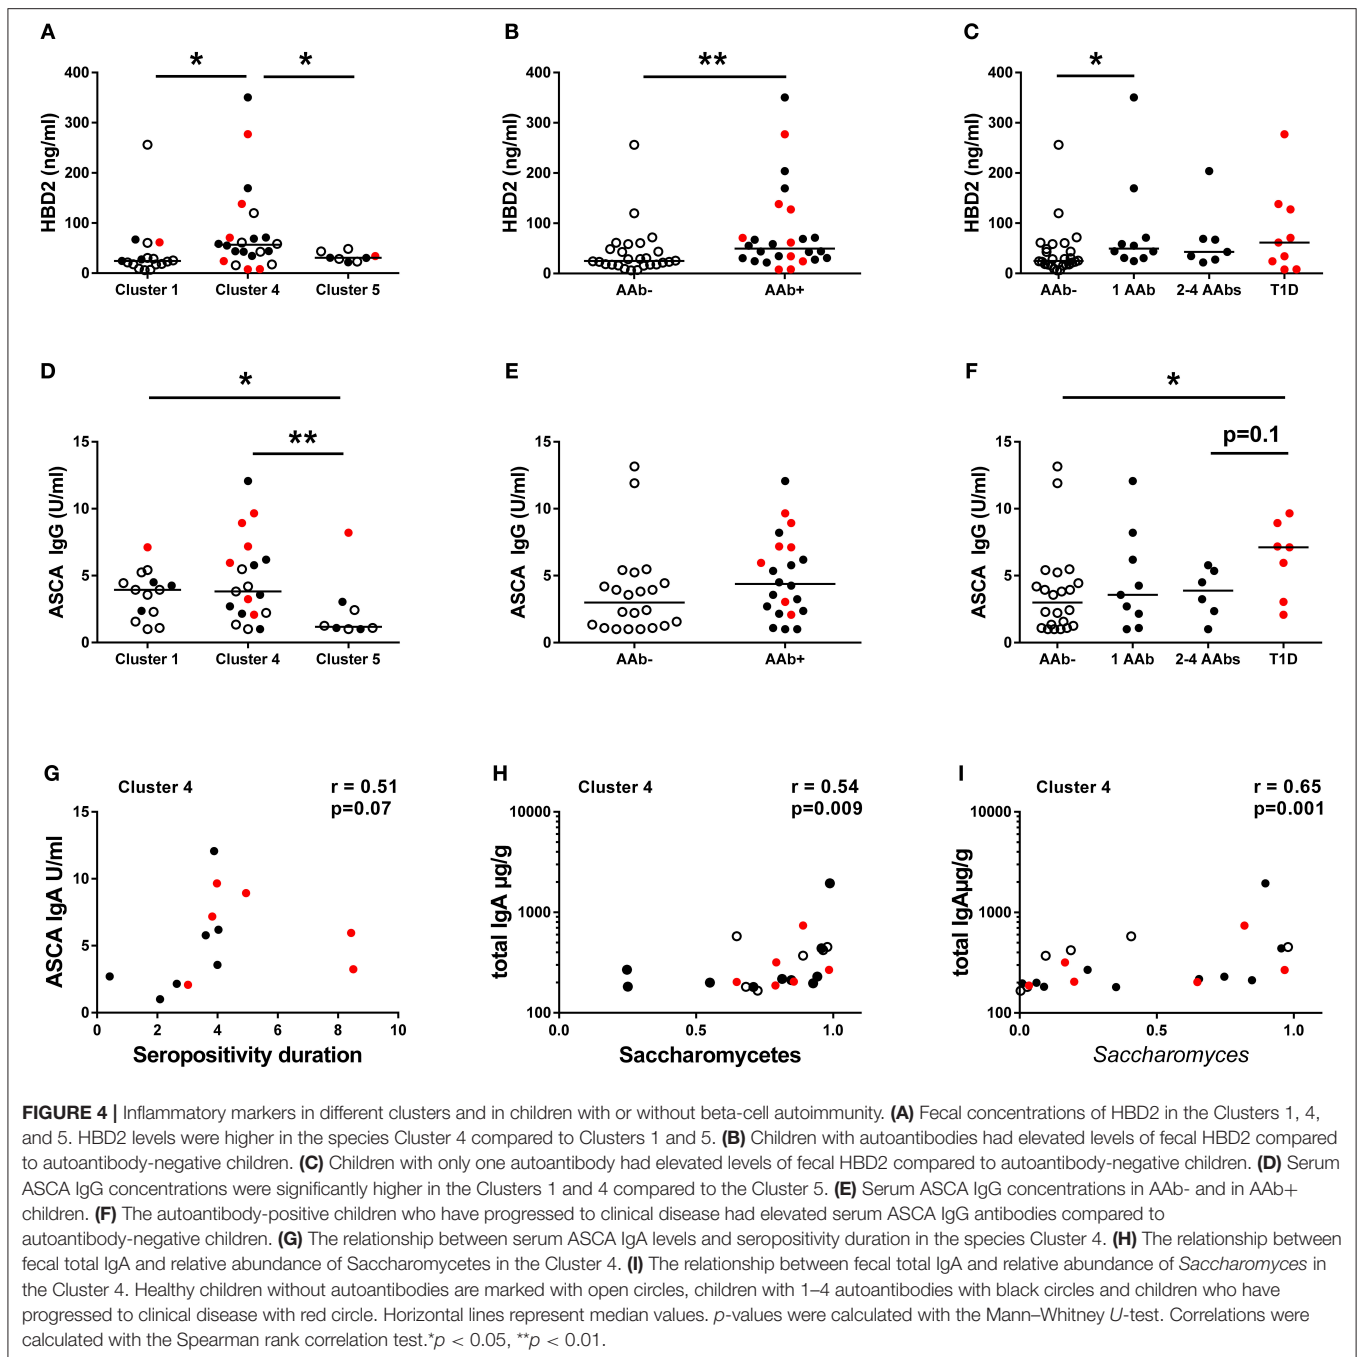 A
*
*
HBD2 (ng/ml)
400
300
200
100
0
Cluster 1
Cluster 4
Cluster 5
B
**
HBD2 (ng/ml)
400
300
200
100
0
AAb-
AAb+
C
*
HBD2 (ng/ml)
400
300
200
100
0
AAb-
1 AAb
2-4 AAbs
T1D
D
*
**
ASCA IgG (U/ml)
15
10
5
0
Cluster 1
Cluster 4
Cluster 5
E
ASCA IgG (U/ml)
15
10
5
0
AAb-
AAb+
F
*
p=0.1
ASCA IgG (U/ml)
15
10
5
0
AAb-
1 AAb
2-4 AAbs
T1D
G
Cluster 4
r = 0.51
p=0.07
ASCA IgA U/ml
15
10
5
0
0
2
4
6
8
10
Seropositivity duration
H
Cluster 4
r = 0.54
p=0.009
total IgA µg/g
10000
1000
100
0.0
0.5
1.0
Saccharomycetes
I
Cluster 4
r = 0.65
p=0.001
total IgAµg/g
10000
1000
100
0.0
0.5
1.0
Saccharomyces
FIGURE 4 | Inflammatory markers in different clusters and in children with or without beta-cell autoimmunity. (A) Fecal concentrations of HBD2 in the Clusters 1, 4,
and 5. HBD2 levels were higher in the species Cluster 4 compared to Clusters 1 and 5. (B) Children with autoantibodies had elevated levels of fecal HBD2 compared
to autoantibody-negative children. (C) Children with only one autoantibody had elevated levels of fecal HBD2 compared to autoantibody-negative children. (D) Serum
ASCA IgG concentrations were significantly higher in the Clusters 1 and 4 compared to the Cluster 5. (E) Serum ASCA IgG concentrations in AAb- and in AAb+
children. (F) The autoantibody-positive children who have progressed to clinical disease had elevated serum ASCA IgG antibodies compared to
autoantibody-negative children. (G) The relationship between serum ASCA IgA levels and seropositivity duration in the species Cluster 4. (H) The relationship between
fecal total IgA and relative abundance of Saccharomycetes in the Cluster 4. (I) The relationship between fecal total IgA and relative abundance of Saccharomyces in
the Cluster 4. Healthy children without autoantibodies are marked with open circles, children with 1–4 autoantibodies with black circles and children who have
progressed to clinical disease with red circle. Horizontal lines represent median values. p-values were calculated with the Mann–Whitney U-test. Correlations were
calculated with the Spearman rank correlation test.*p < 0.05, **p < 0.01.